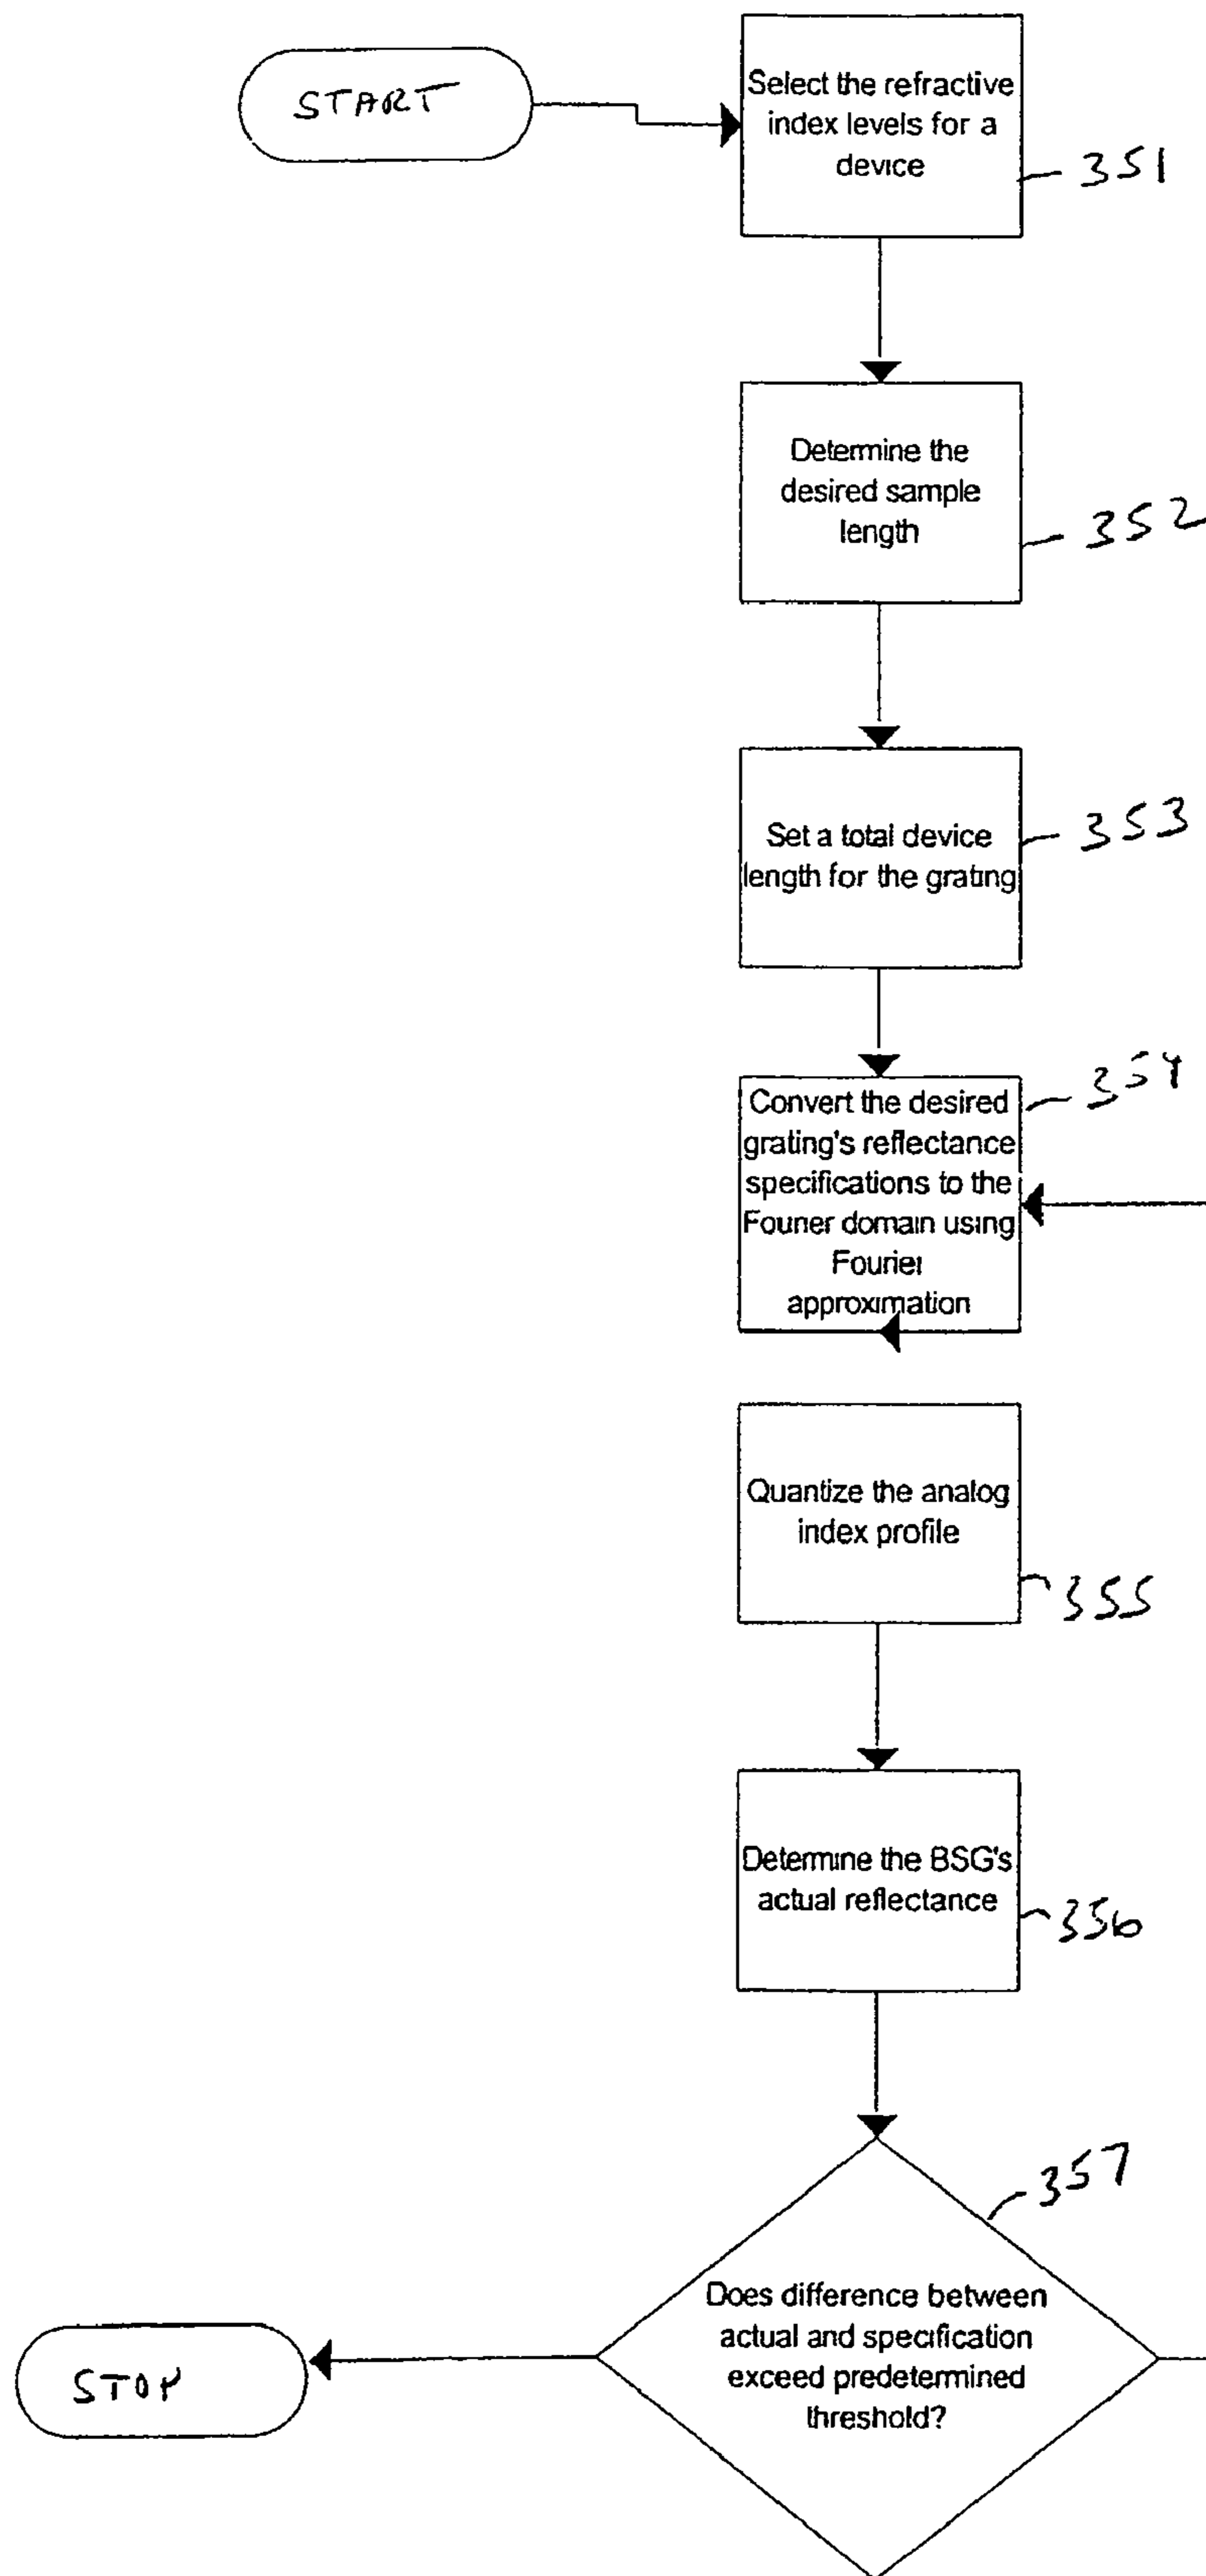 START
Select the refractive
index levels for a
device
351
Determine the
desired sample
length
352
Set a total device
length for the grating
353
Convert the desired
grating's reflectance
specifications to the
Fourier domain using
Fourier
approximation
354
Quantize the analog
index profile
355
Determine the BSG's
actual reflectance
356
357
Does difference between
actual and specification
exceed predetermined
threshold?
STOP